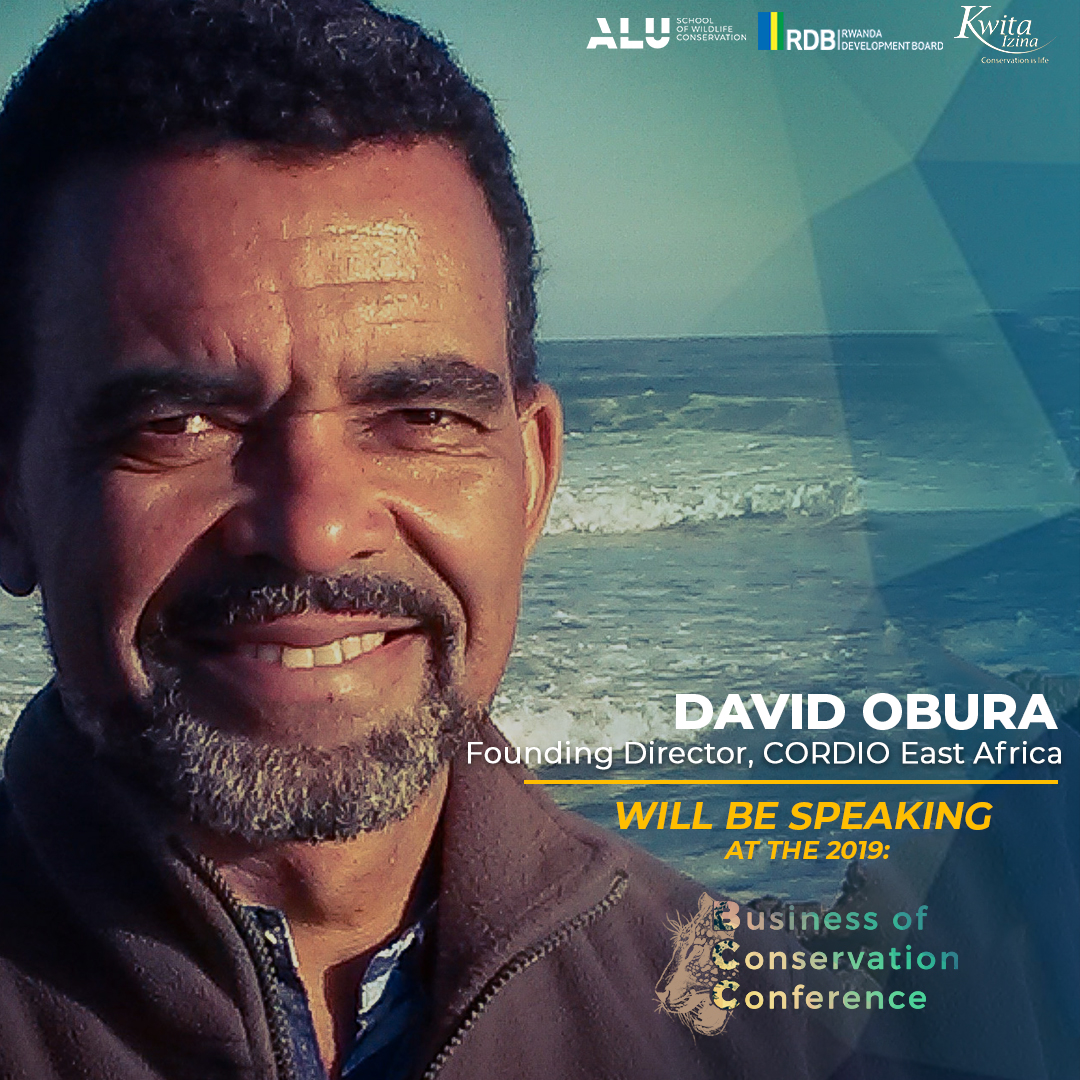 ALU SCHOOL OF WILDLIFE CONSERVATION
RDB RWANDA DEVELOPMENT BOARD
Kwita Izina
Conservation is life
DAVID OBURA
Founding Director, CORDIO East Africa
WILL BE SPEAKING
AT THE 2019:
Business of
Conservation
Conference